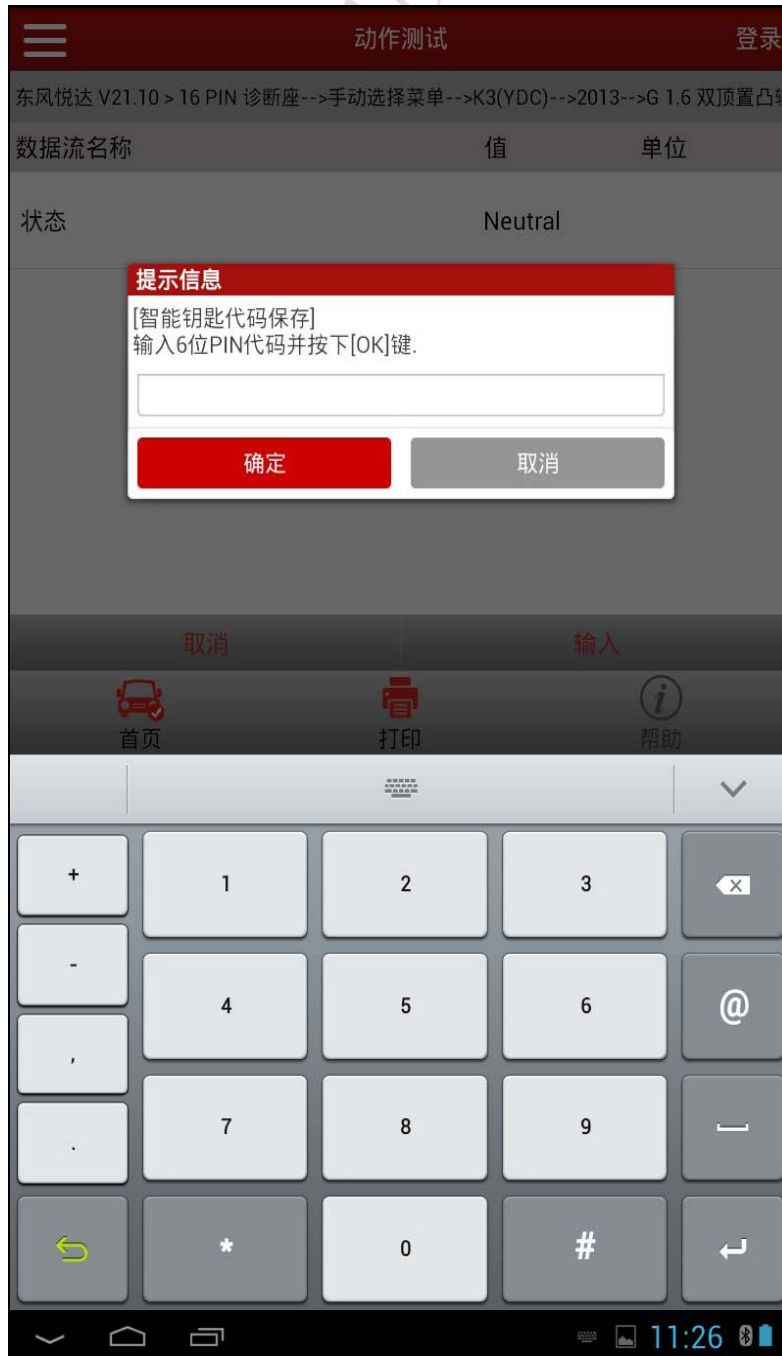 动作测试
登录
东风悦达 V21.10 > 16 PIN 诊断座-->手动选择菜单-->K3(YDC)-->2013-->G 1.6 双顶置凸
数据流名称 值 单位
状态 Neutral
提示信息
[智能钥匙代码保存]
输入6位PIN代码并按下[OK]键.
确定 取消
取消 输入
首页 打印 帮助
+ 1 2 3
-
4 5 6 @
,
7 8 9
.
* 0 #
11:26